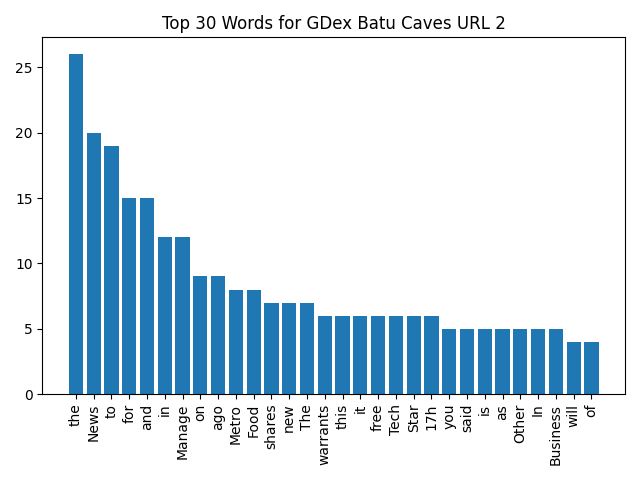 Top 30 Words for GDex Batu Caves URL 2
25
20
15
10
5
0
the
News
to
for
and
in
Manage
on
ago
Metro
Food
shares
new
The
warrants
this
it
free
Tech
Star
17h
you
said
is
as
Other
In
Business
will
of